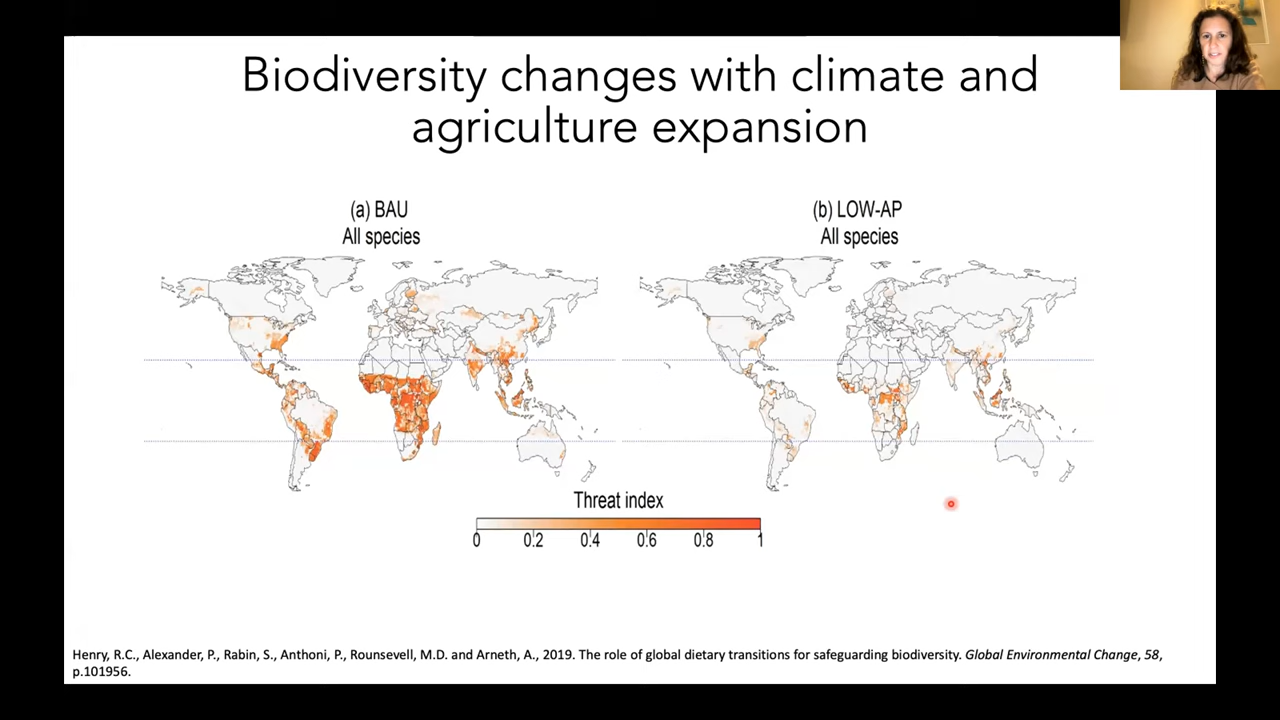 Biodiversity changes with climate and
agriculture expansion
(a) BAU
All species
(b) LOW-AP
All species
Threat index
0 0.2 0.4 0.6 0.8 1
Henry, R.C., Alexander, P., Rabin, S., Anthoni, P., Rounsevell, M.D. and Arneth, A., 2019. The role of global dietary transitions for safeguarding biodiversity. Global Environmental Change, 58,
p.101956.